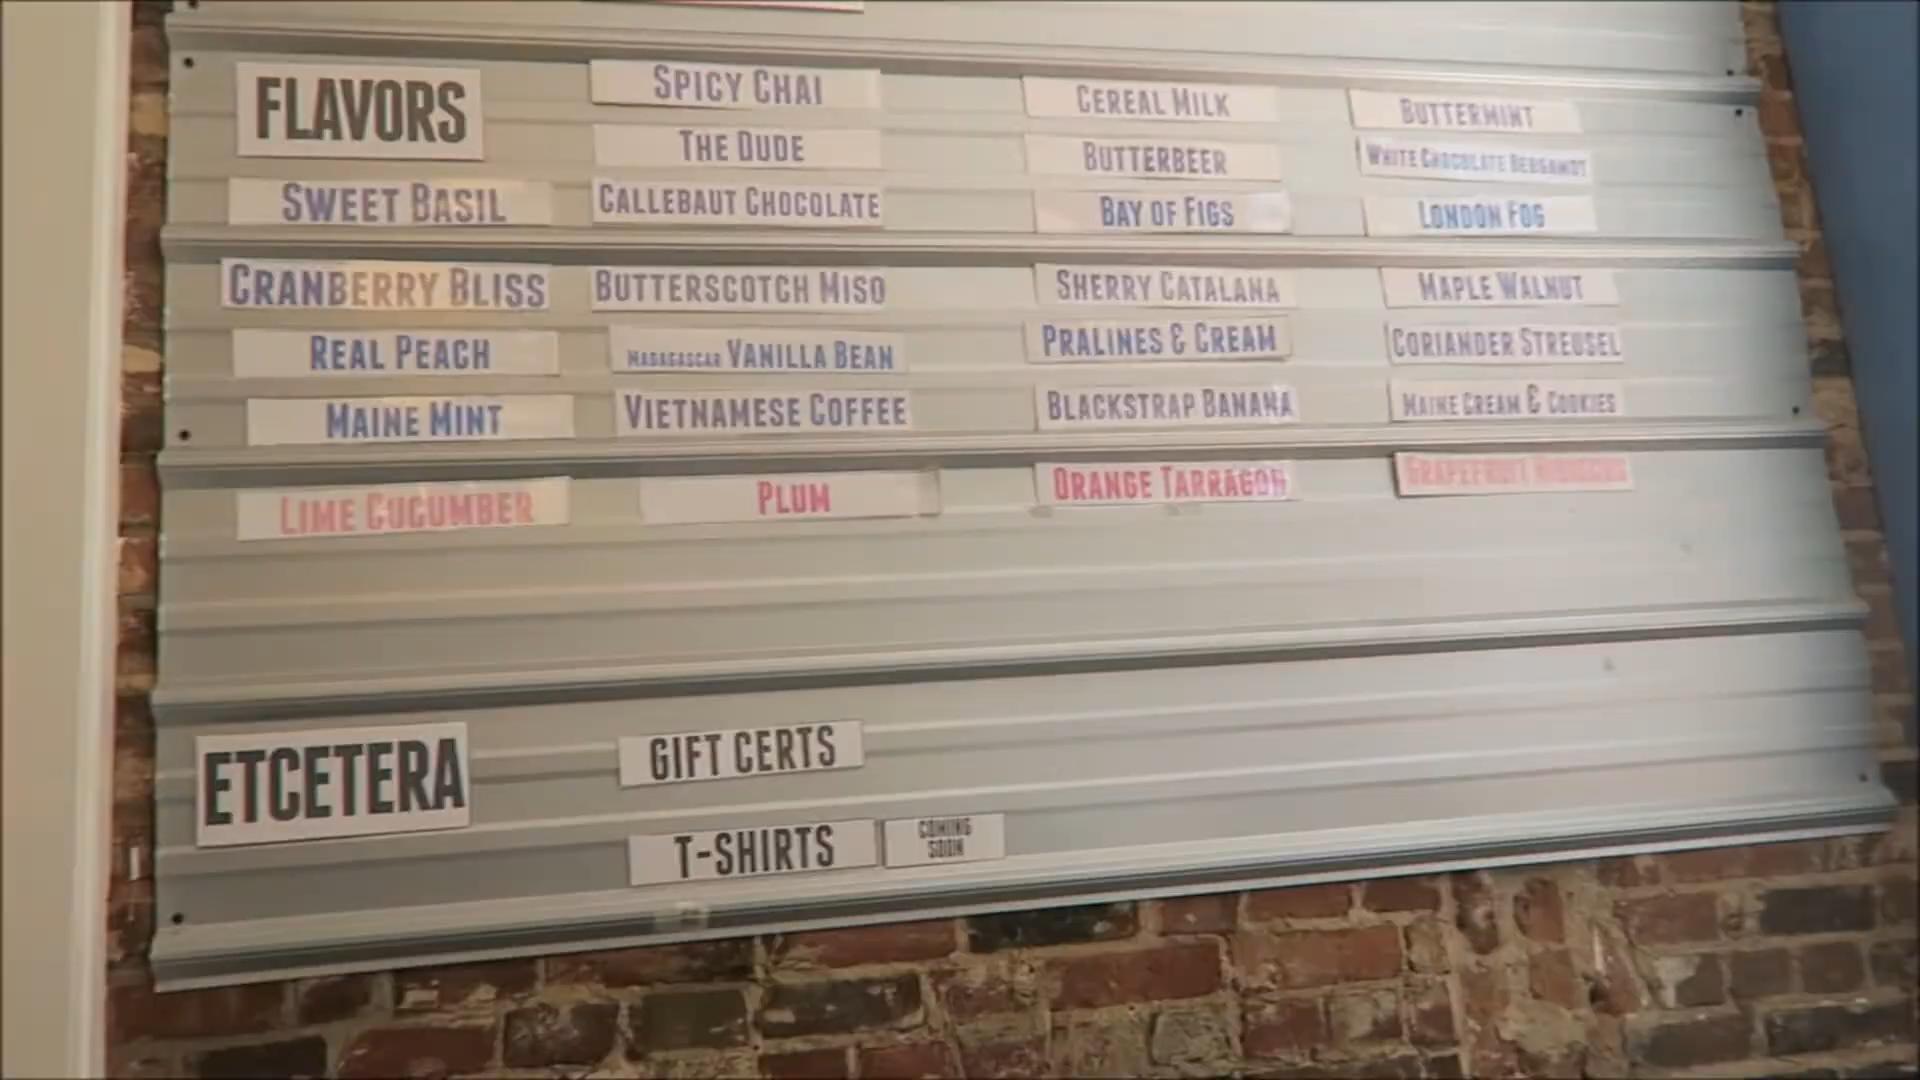 FLAVORS
SPICY CHAI
CEREAL MILK
BUTTERMINT
THE DUDE
BUTTERBEER
WHITE CHOCOLATE BERGAMOT
SWEET BASIL
CALLEBAUT CHOCOLATE
BAY OF FIGS
LONDON FOG
CRANBERRY BLISS
BUTTERSCOTCH MISO
SHERRY CATALANA
MAPLE WALNUT
REAL PEACH
MADAGASCAR VANILLA BEAN
PRALINES & CREAM
CORIANDER STREUSEL
MAINE MINT
VIETNAMESE COFFEE
BLACKSTRAP BANANA
MAINE CREAM & COOKIES
LIME CUCUMBER
PLUM
ORANGE TARRAGON
GRAPEFRUIT HIBISCUS
ETCETERA
GIFT CERTS
T-SHIRTS
COMING
SOON